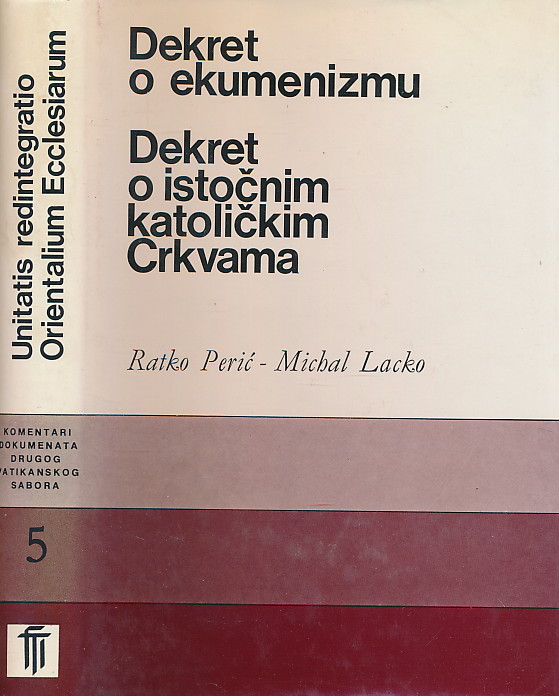 Dekret
o ekumenizmu
Dekret
o istočnim
katoličkim
Crkvama
Ratko Perić - Michal Lacko
Unitatis redintegratio
Orientalium Ecclesiarum
KOMENTARI
DOKUMENATA
DRUGOG
VATIKANSKOG
SABORA
5